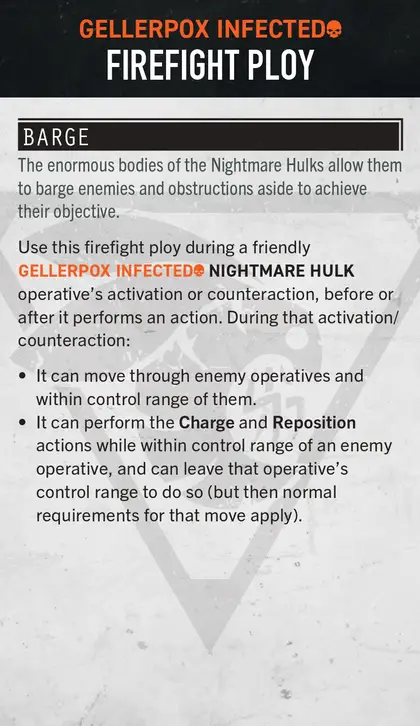 GELLERPOX INFECTED
FIREFIGHT PLOY
BARGE
The enormous bodies of the Nightmare Hulks allow them
to barge enemies and obstructions aside to achieve
their objective.
Use this firefight ploy during a friendly
GELLERPOX INFECTED NIGHTMARE HULK
operative’s activation or counteraction, before or
after it performs an action. During that activation/
counteraction:
• It can move through enemy operatives and
within control range of them.
• It can perform the Charge and Reposition
actions while within control range of an enemy
operative, and can leave that operative’s
control range to do so (but then normal
requirements for that move apply).